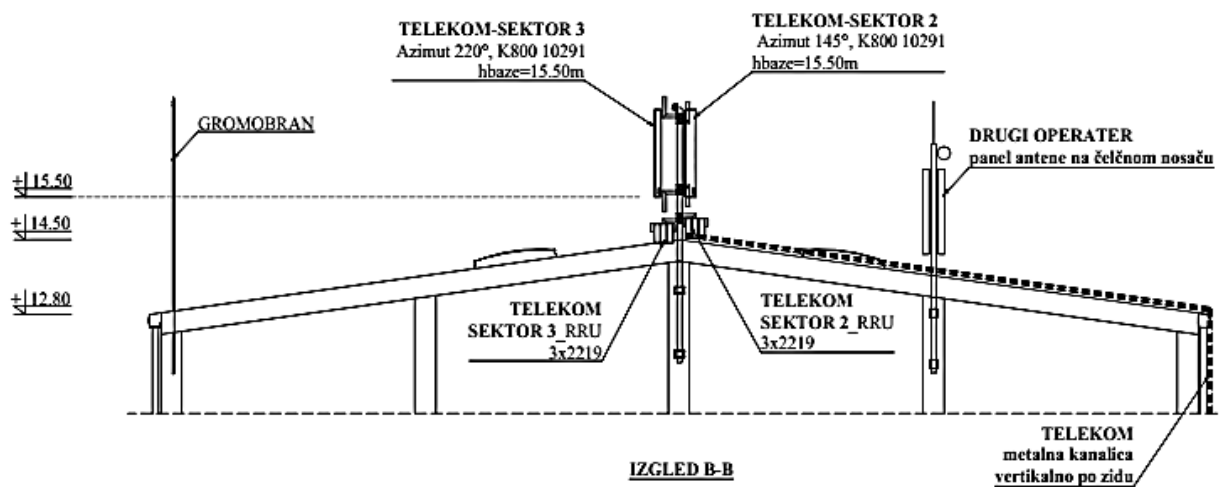 TELEKOM-SEKTOR 3
Azimut 220°, K800 10291
hbaze=15.50m
TELEKOM-SEKTOR 2
Azimut 145°, K800 10291
hbaze=15.50m
GROMOBRAN
DRUGI OPERATER
panel antene na čelčnom nosaču
+15.50
+14.50
+12.80
TELEKOM
SEKTOR 3_RRU
3x2219
TELEKOM
SEKTOR 2_RRU
3x2219
TELEKOM
metalna kanalica
vertikalno po zidu
IZGLED B-B